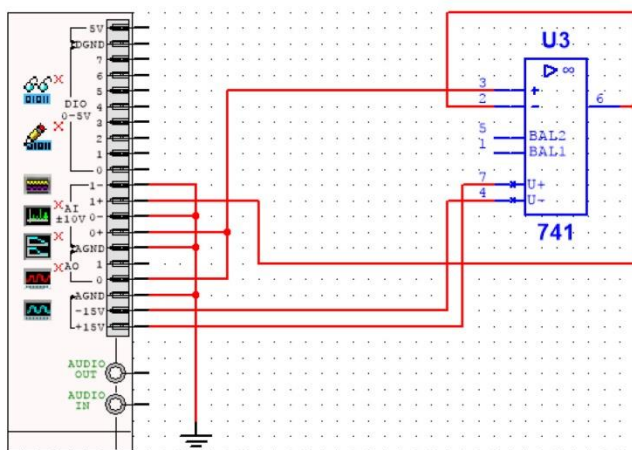 5V
DGND
7
6
5
DIO
0-5V
4
3
2
1
0
1-
1+
AI
±10V
0-
0+
AGND
AO
1
0
AGND
-15V
+15V
AUDIO
OUT
AUDIO
IN
U3
3
+
2
-
6
5
BAL2
1
BAL1
7
U+
4
U-
741
▷ ∞